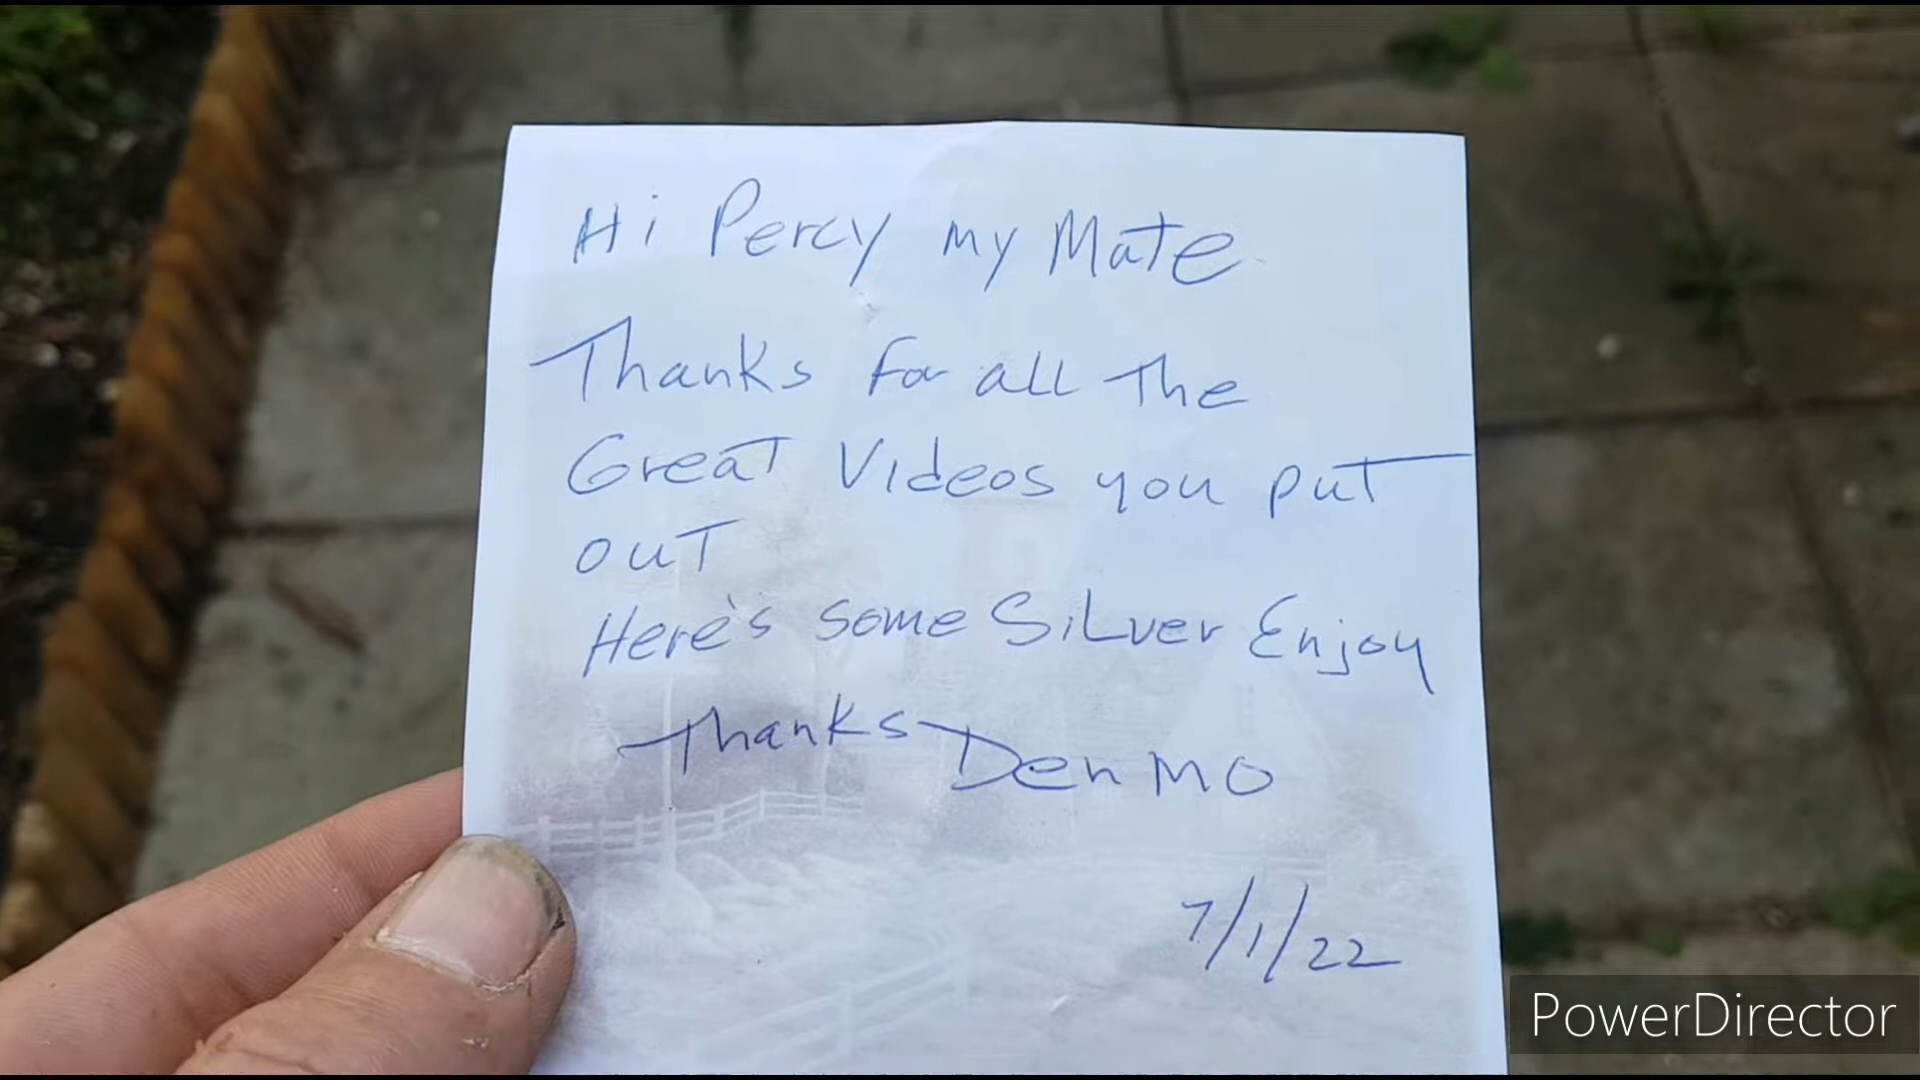 Hi Percy my Mate
Thanks for all The
Great Videos you put
out
Here's some Silver Enjoy
Thanks Den Mo
7/1/22
PowerDirector